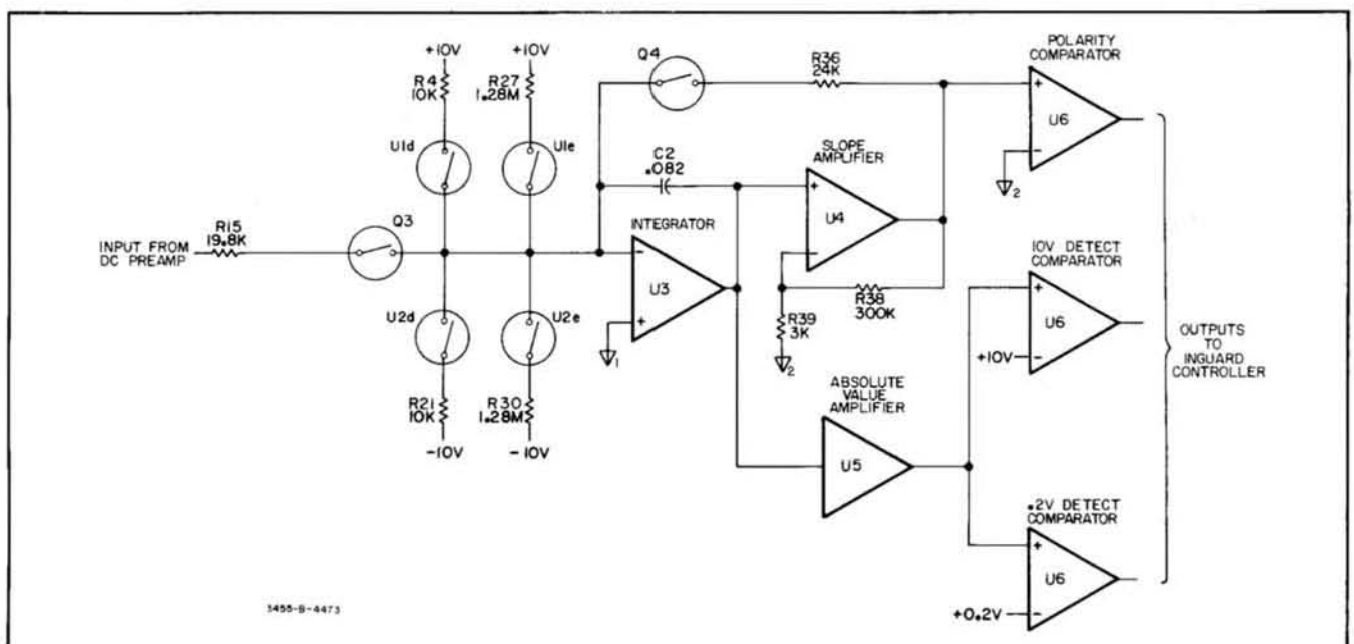 +10V
R4
10K
U1d
+10V
R27
1.28M
U1e
Q4
R36
24K
POLARITY
COMPARATOR
+
U6
-
2
C2
.082
SLOPE
AMPLIFIER
+
U4
-
INPUT FROM
DC PREAMP
R15
19.8K
Q3
INTEGRATOR
-
U3
+
1
R38
300K
R39
3K
2
10V DETECT
COMPARATOR
+
U6
-
+10V
OUTPUTS
TO
INGUARD
CONTROLLER
U2d
R21
10K
-10V
U2e
R30
1.28M
-10V
ABSOLUTE
VALUE
AMPLIFIER
U5
.2V DETECT
COMPARATOR
+
U6
-
+0.2V
3455-B-4473